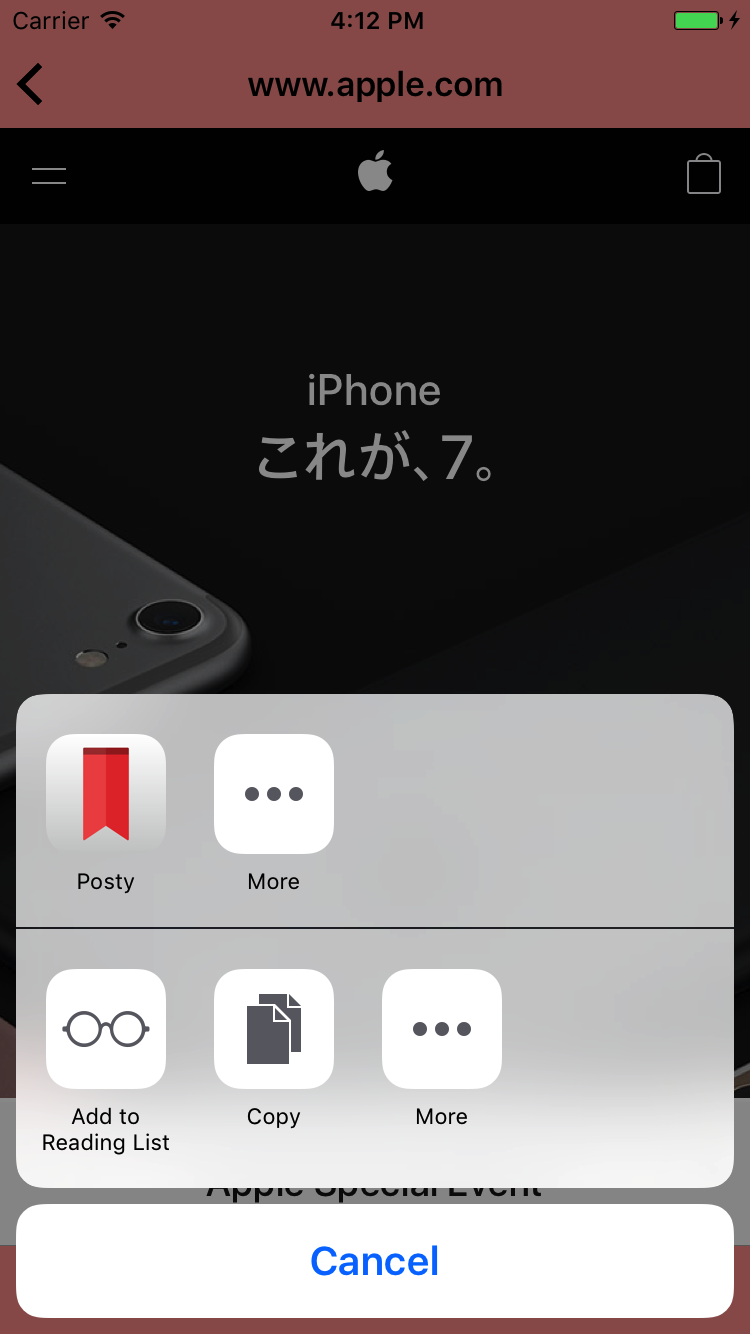 Carrier 4:12 PM
www.apple.com
iPhone
これが、7。
Posty More
Add to Copy More
Reading List
Apple Special Event
Cancel